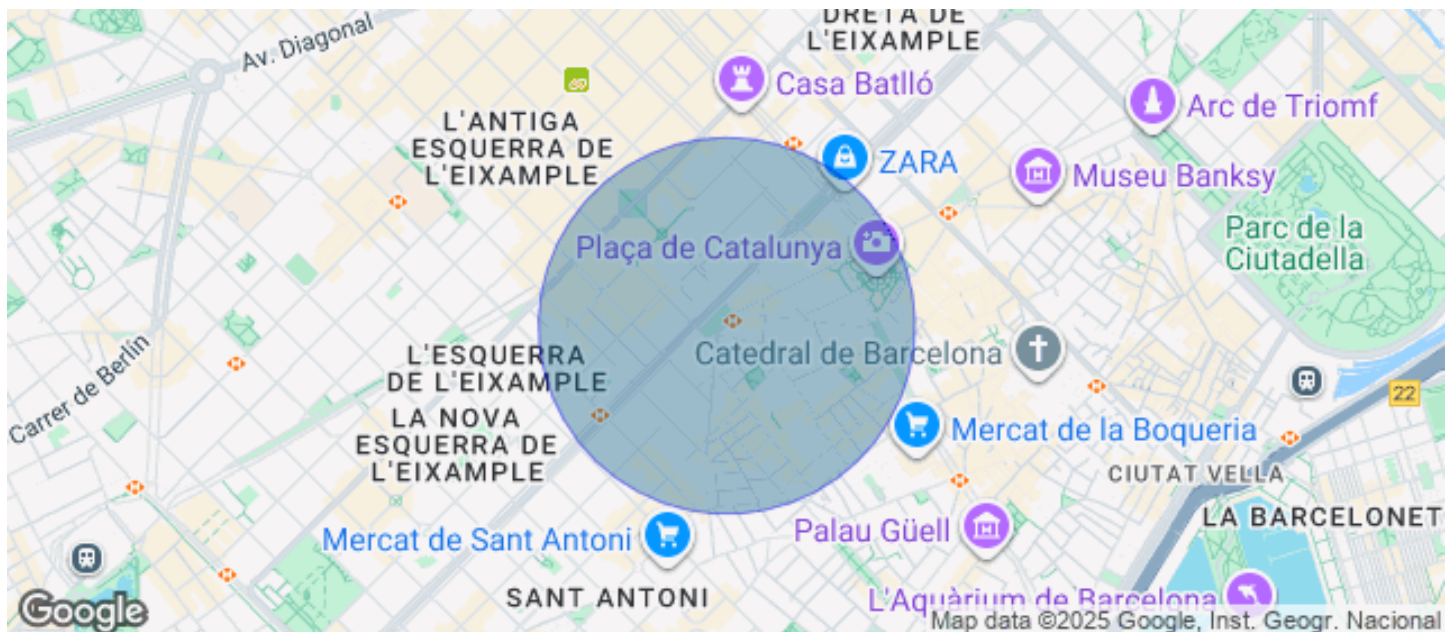 DRETA DE
L'EIXAMPLE
Av. Diagonal
Casa Batlló
Arc de Triomf
L'ANTIGA
ESQUERRA DE
L'EIXAMPLE
ZARA
Museu Banksy
Plaça de Catalunya
Parc de la
Ciutadella
L'ESQUERRA
DE L'EIXAMPLE
Catedral de Barcelona
Carrer de Berlín
22
LA NOVA
ESQUERRA DE
L'EIXAMPLE
Mercat de la Boqueria
CIUTAT VELLA
LA BARCELONET
Mercat de Sant Antoni
Palau Güell
SANT ANTONI
L'Aquàrium de Barcelona
Google
Map data ©2025 Google, Inst. Geogr. Nacional